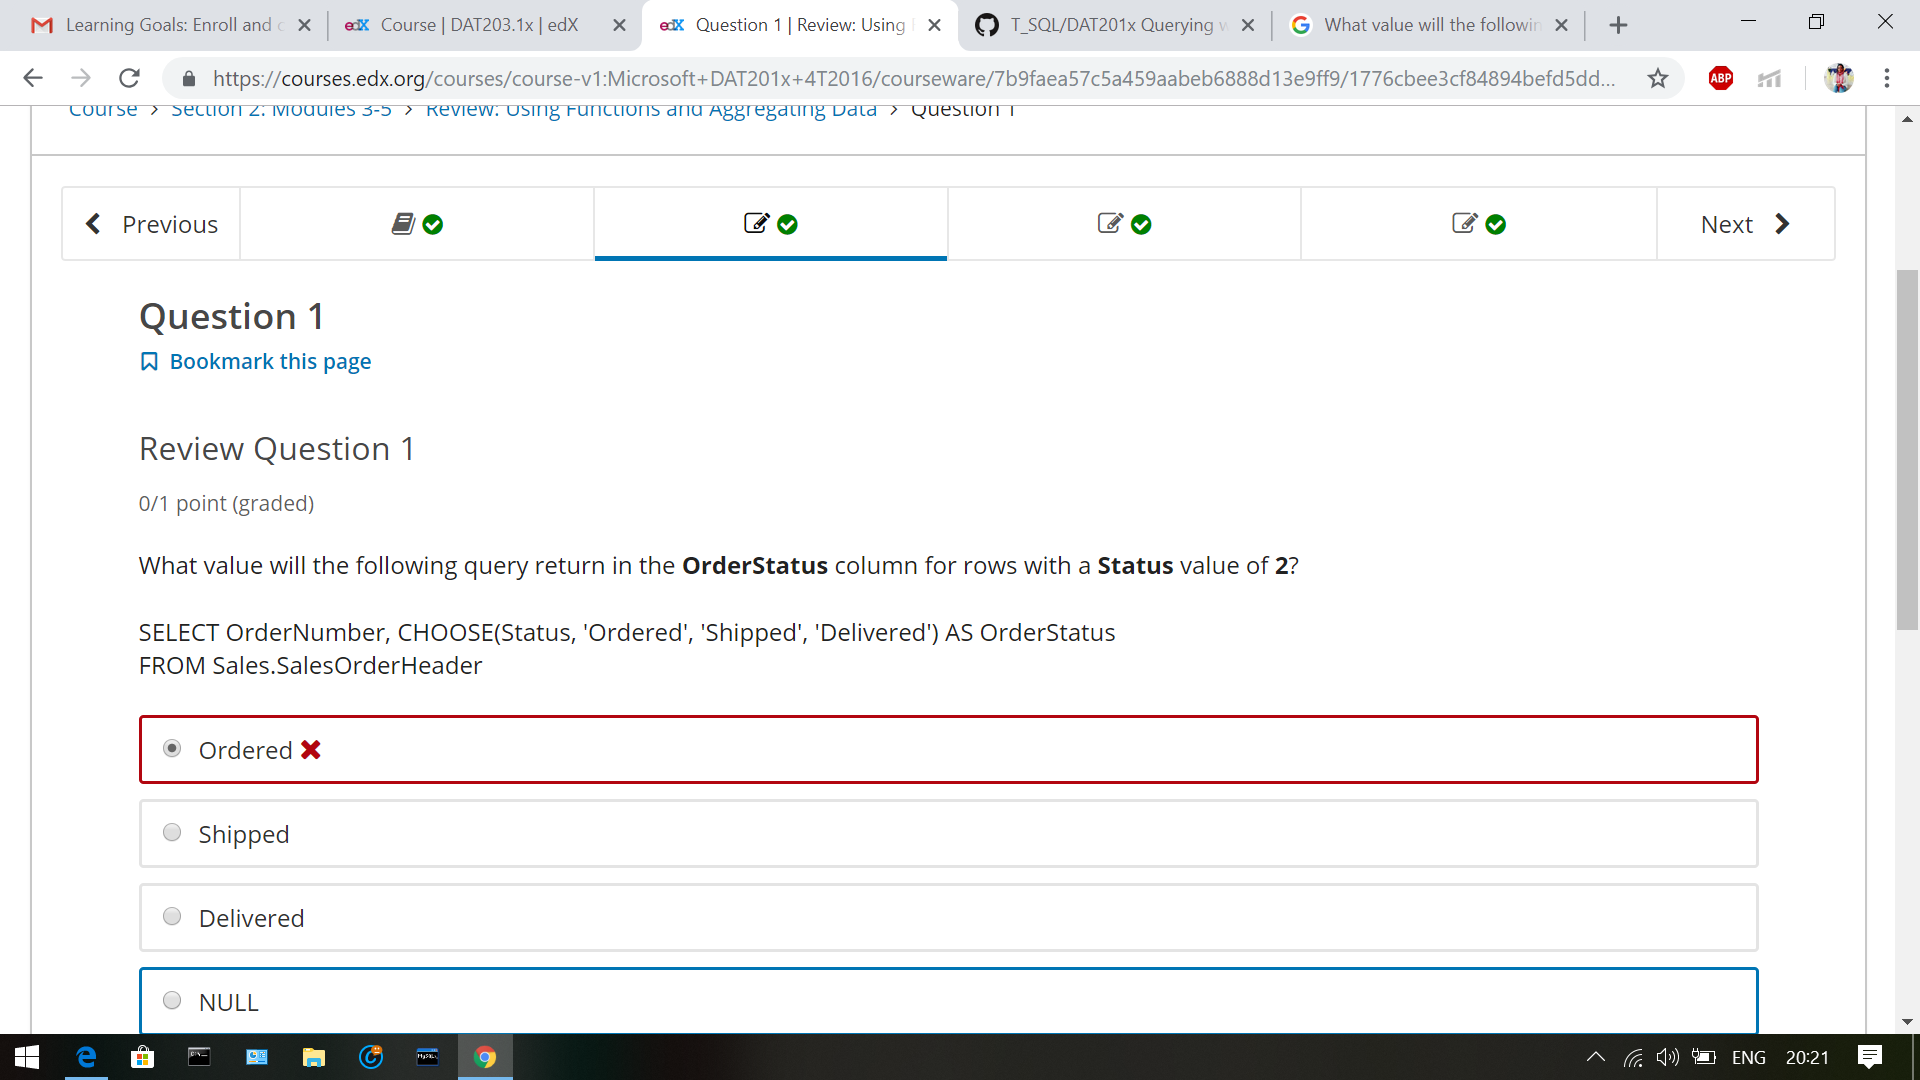 Learning Goals: Enroll and c
edX Course | DAT203.1x | edX
edX Question 1 | Review: Using
T_SQL/DAT201x Querying w
What value will the followin
https://courses.edx.org/courses/course-v1:Microsoft+DAT201x+4T2016/courseware/7b9faea57c5a459aabeb6888d13e9ff9/1776cbee3cf84894befd5dd...
ABP
Course > Section 2: Modules 3-5 > Review: Using Functions and Aggregating Data > Question 1
Previous
Next
Question 1
Bookmark this page
Review Question 1
0/1 point (graded)
What value will the following query return in the OrderStatus column for rows with a Status value of 2?
SELECT OrderNumber, CHOOSE(Status, 'Ordered', 'Shipped', 'Delivered') AS OrderStatus
FROM Sales.SalesOrderHeader
Ordered
Shipped
Delivered
NULL
ENG 20:21